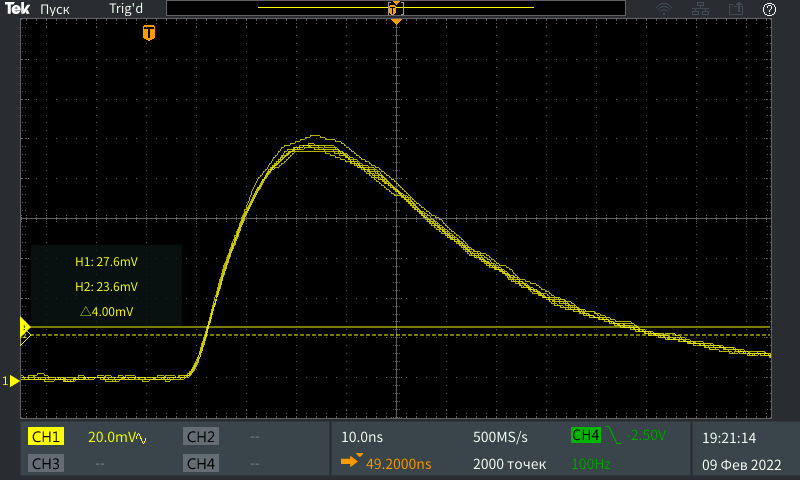 Tek Пуск Trig'd T ?
T
H1: 27.6mV
H2: 23.6mV
△4.00mV
1
CH1 20.0mV CH2 -- 10.0ns 500MS/s CH4 -2.50V 19:21:14
CH3 -- CH4 -- 49.2000ns 2000 точек 100Hz 09 Фев 2022